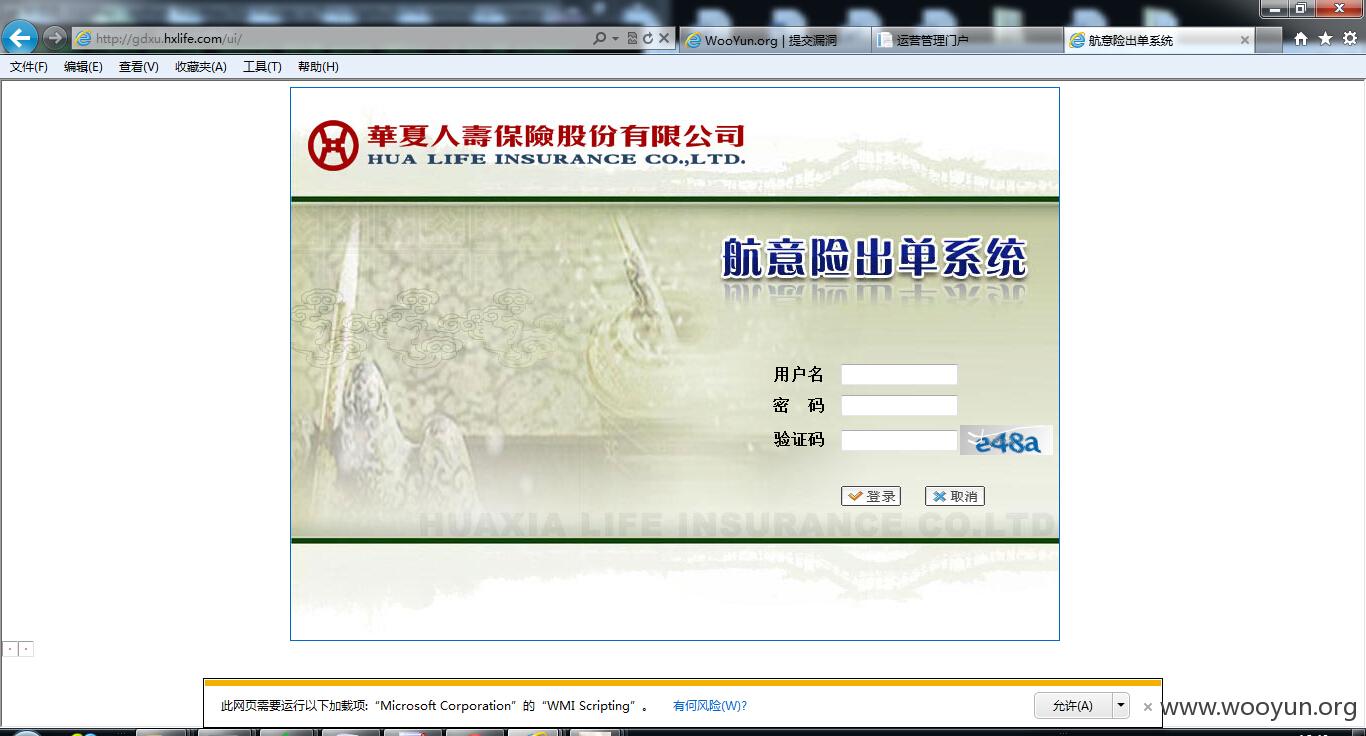 http://gdxu.hxlife.com/ui/
WooYun.org | 提交漏洞
运营管理门户
航意险出单系统
文件(F) 编辑(E) 查看(V) 收藏夹(A) 工具(T) 帮助(H)
華夏人壽保險股份有限公司
HUA LIFE INSURANCE CO.,LTD.
航意险出单系统
用户名
密 码
验证码 e48a
登录 取消
HUAXIA LIFE INSURANCE CO.LTD
此网页需要运行以下加载项: “Microsoft Corporation” 的 “WMI Scripting” 。 有何风险(W)? 允许(A)
www.wooyun.org